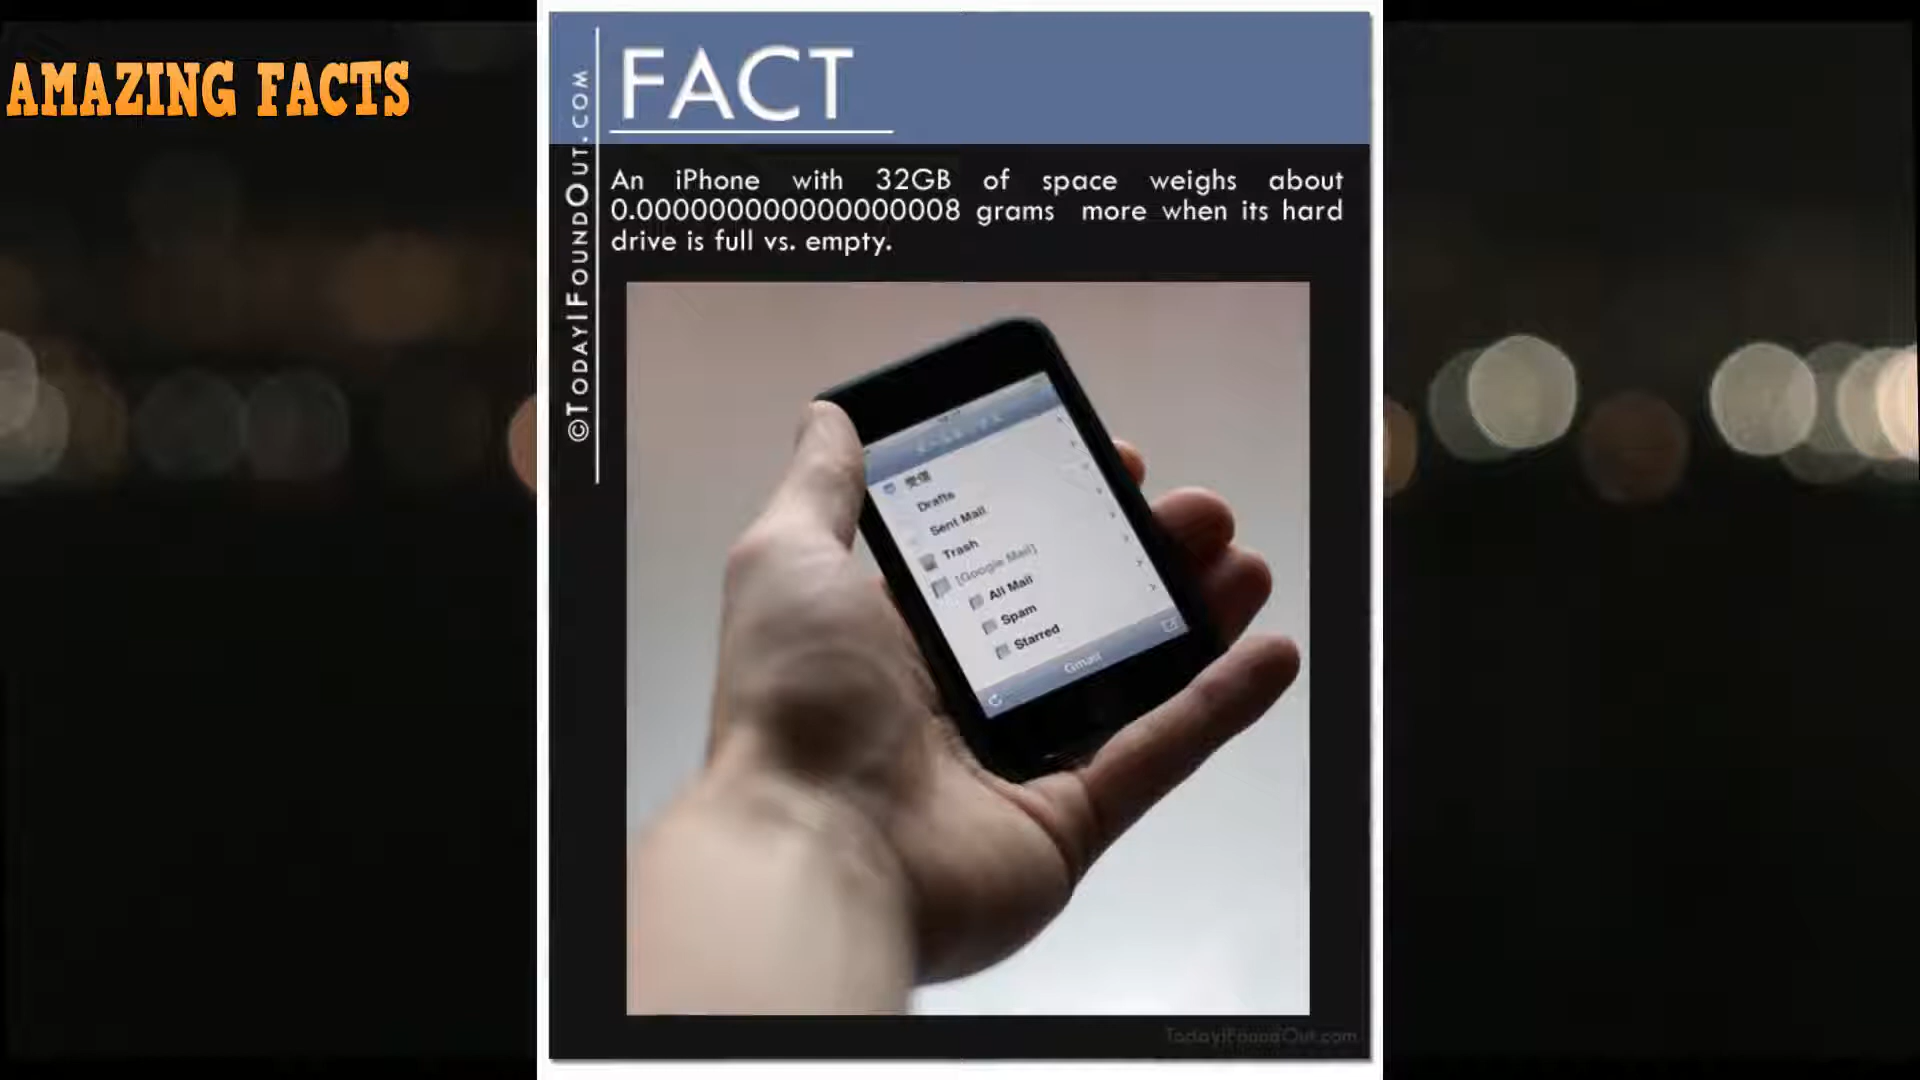 AMAZING FACTS
FACT
©TODAYIFOUNDOUT.COM
An iPhone with 32GB of space weighs about
0.000000000000000008 grams more when its hard
drive is full vs. empty.
受信
Drafts
Sent Mail
Trash
[Google Mail]
All Mail
Spam
Starred
Gmail
TodayIFoundOut.com